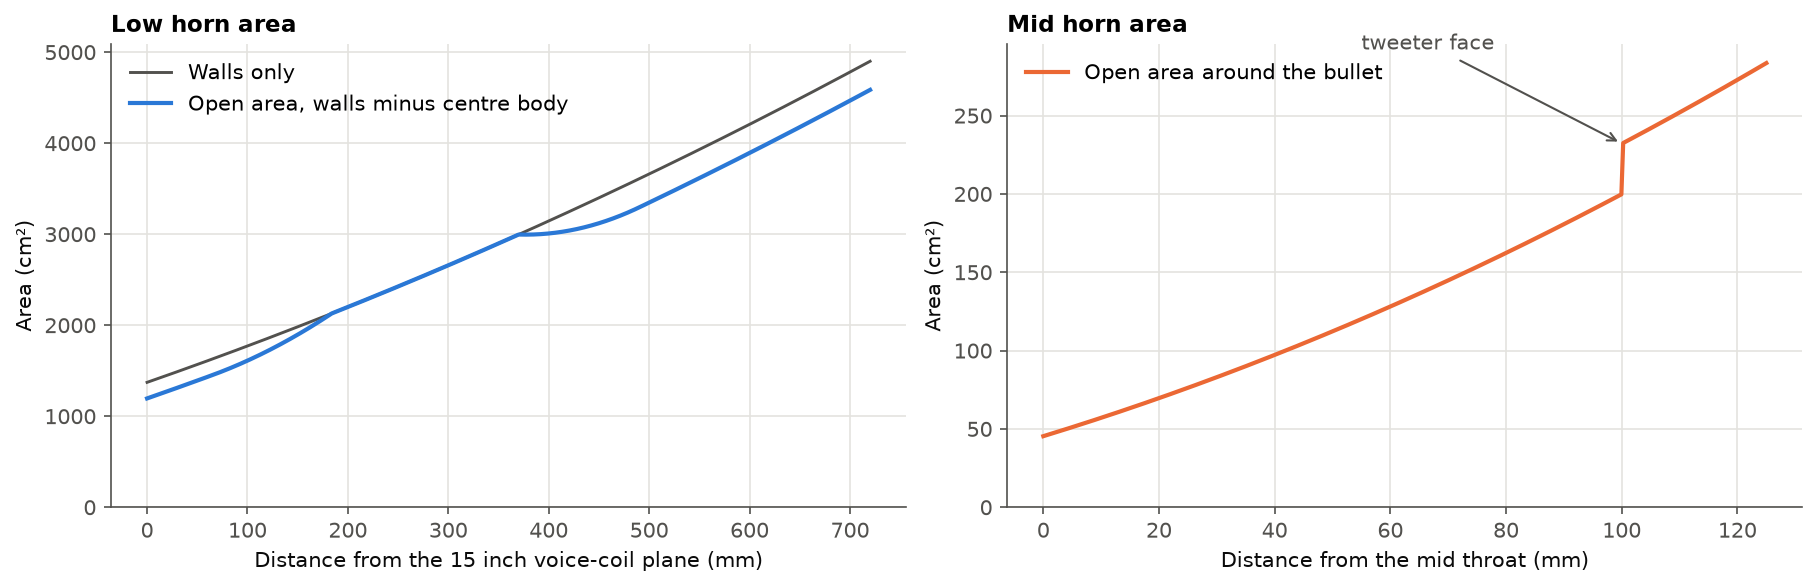 Low horn area
Walls only
Open area, walls minus centre body
Area (cm²)
5000
4000
3000
2000
1000
0
0 100 200 300 400 500 600 700
Distance from the 15 inch voice-coil plane (mm)
Mid horn area
tweeter face
Open area around the bullet
Area (cm²)
250
200
150
100
50
0
0 20 40 60 80 100 120
Distance from the mid throat (mm)